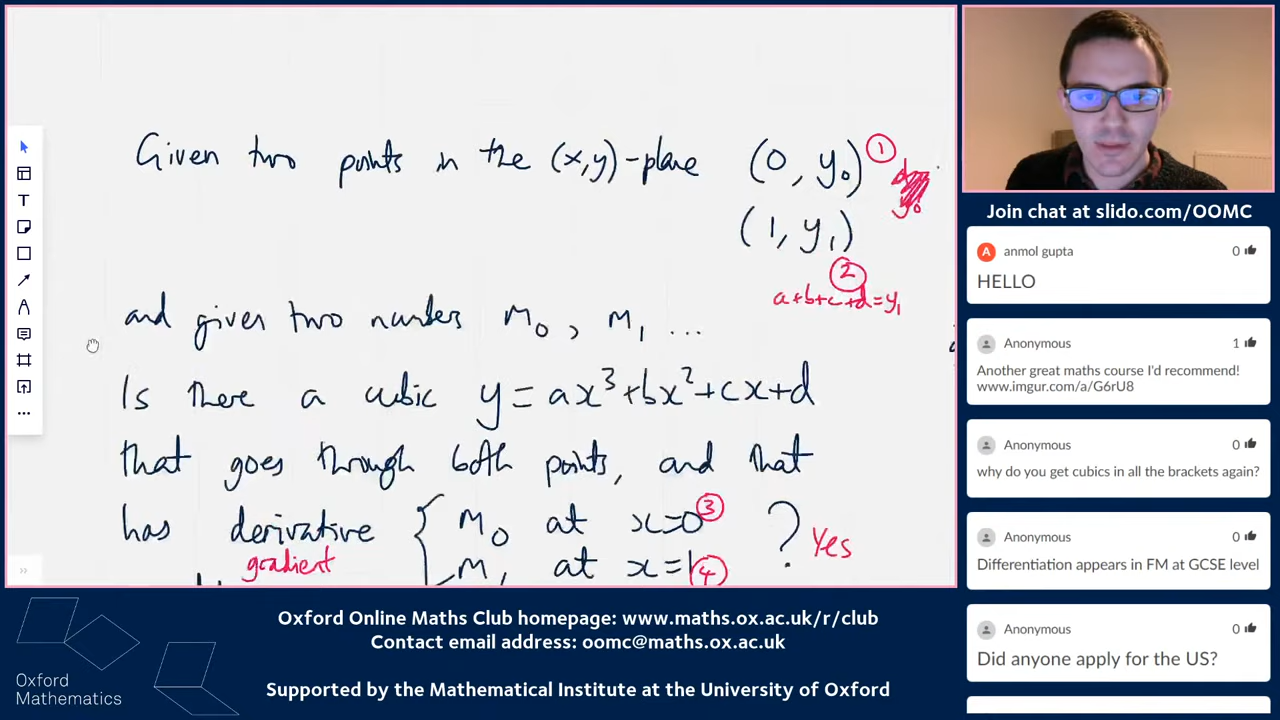 Given two points in the (x,y)-plane (0, y₀) ①
d=
y₀
(1, y₁)
②
a+b+c+d=y₁
and given two numbers M₀, M₁ ...
Is there a cubic y = ax³+bx²+cx+d
that goes through both points, and that
has derivative { M₀ at x=0 ③ ? Yes
gradient
M₁ at x=1 ④
T
...
»
Join chat at slido.com/OOMC
A anmol gupta 0
HELLO
Anonymous 1
Another great maths course I'd recommend!
www.imgur.com/a/G6rU8
Anonymous 0
why do you get cubics in all the brackets again?
Anonymous 0
Differentiation appears in FM at GCSE level
Anonymous 0
Did anyone apply for the US?
Oxford
Mathematics
Oxford Online Maths Club homepage: www.maths.ox.ac.uk/r/club
Contact email address: oomc@maths.ox.ac.uk
Supported by the Mathematical Institute at the University of Oxford